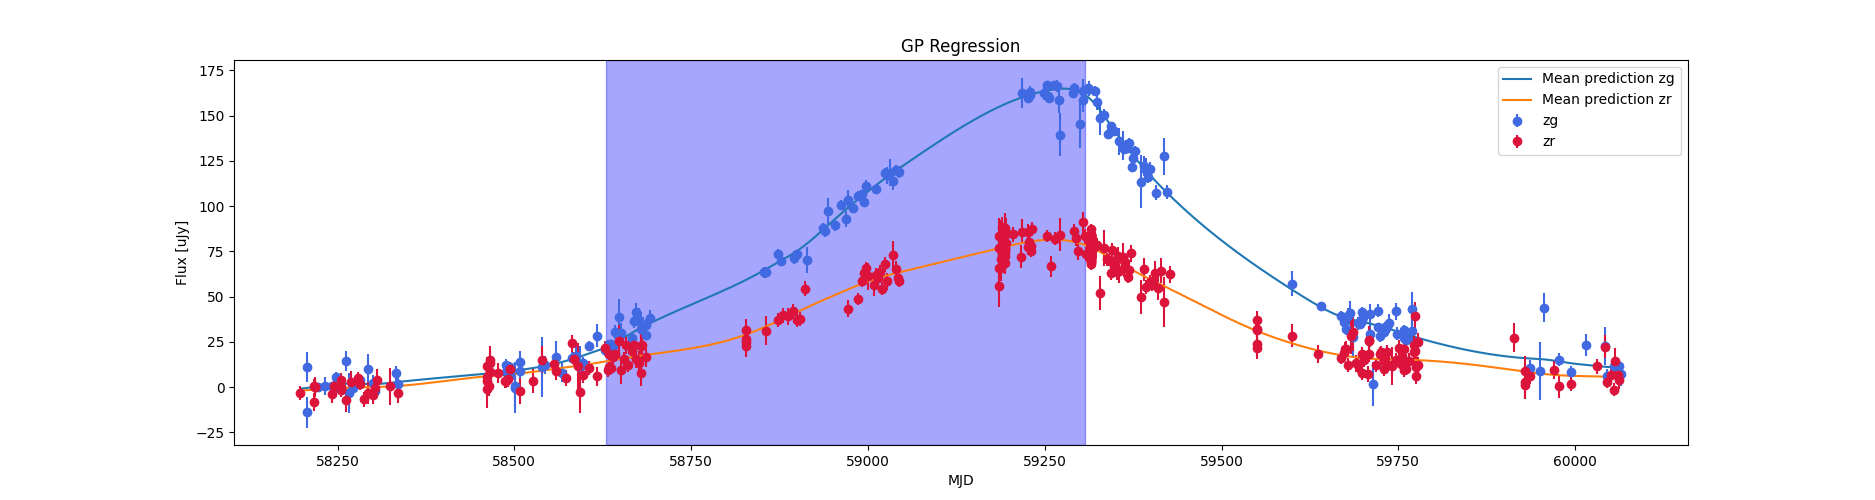 GP Regression
Flux [uJy]
175
150
125
100
75
50
25
0
−25
58250
58500
58750
59000
59250
59500
59750
60000
MJD
Mean prediction zg
Mean prediction zr
zg
zr